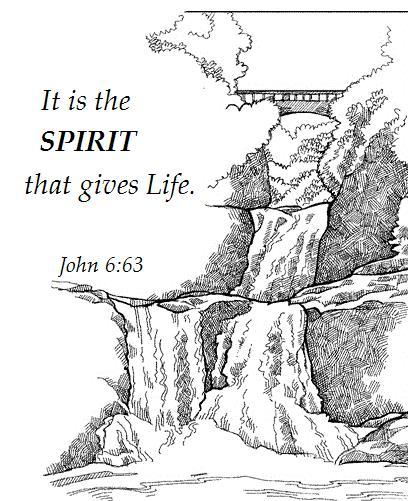 It is the
SPIRIT
that gives Life.
John 6:63